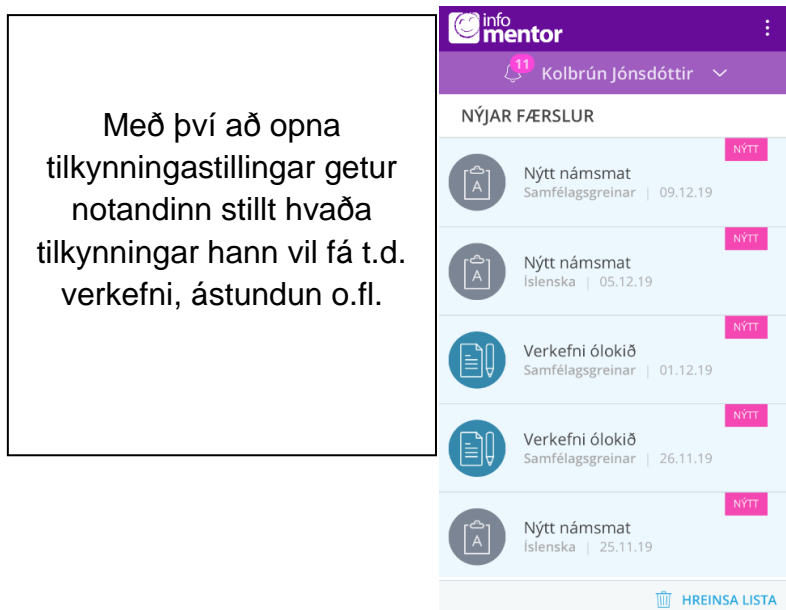 Með því að opna
tilkynningastillingar getur
notandinn stillt hvaða
tilkynningar hann vil fá t.d.
verkefni, ástundun o.fl.
info
mentor
11
Kolbrún Jónsdóttir
NÝJAR FÆRSLUR
NÝTT
A
Nýtt námsmat
Samfélagsgreinar | 09.12.19
NÝTT
A
Nýtt námsmat
Íslenska | 05.12.19
NÝTT
Verkefni ólokið
Samfélagsgreinar | 01.12.19
NÝTT
Verkefni ólokið
Samfélagsgreinar | 26.11.19
NÝTT
A
Nýtt námsmat
Íslenska | 25.11.19
HREINSA LISTA